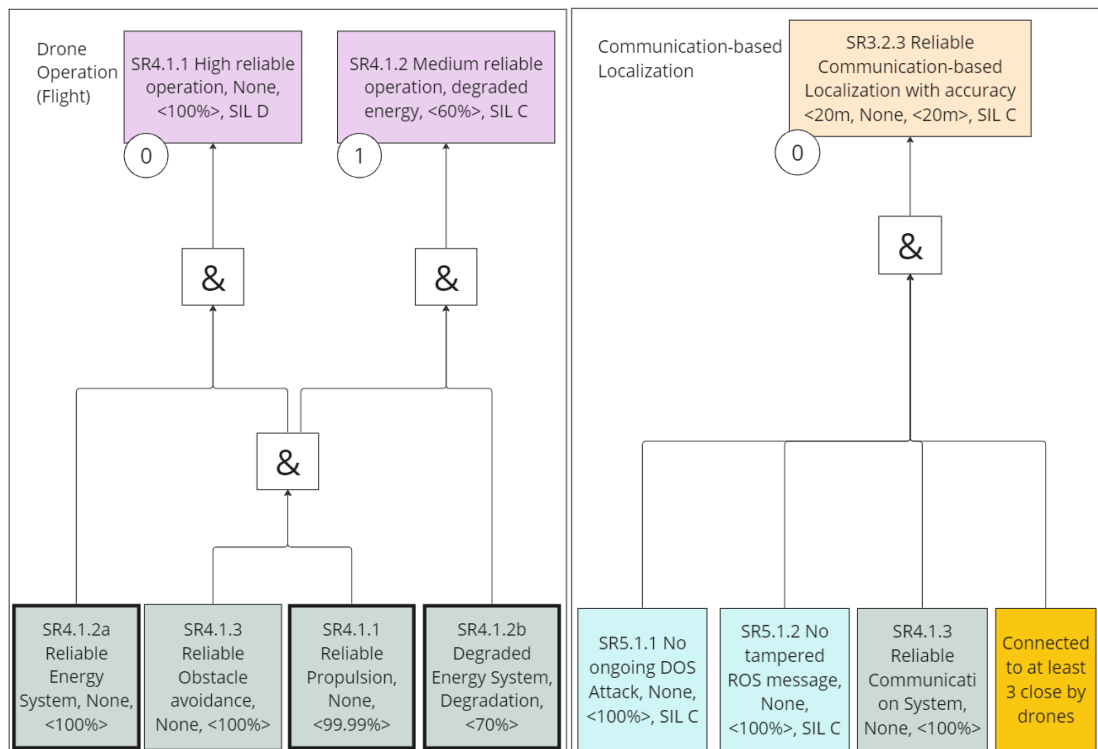 Drone
Operation
(Flight)
SR4.1.1 High reliable
operation, None,
<100%>, SIL D
0
SR4.1.2 Medium reliable
operation, degraded
energy, <60%>, SIL C
1
&
&
&
SR4.1.2a
Reliable
Energy
System, None,
<100%>
SR4.1.3
Reliable
Obstacle
avoidance,
None, <100%>
SR4.1.1
Reliable
Propulsion,
None,
<99.99%>
SR4.1.2b
Degraded
Energy System,
Degradation,
<70%>
Communication-based
Localization
SR3.2.3 Reliable
Communication-based
Localization with accuracy
<20m, None, <20m>, SIL C
0
&
SR5.1.1 No
ongoing DOS
Attack, None,
<100%>, SIL C
SR5.1.2 No
tampered
ROS message,
None,
<100%>, SIL C
SR4.1.3
Reliable
Communicati
on System,
None, <100%>
Connected
to at least
3 close by
drones